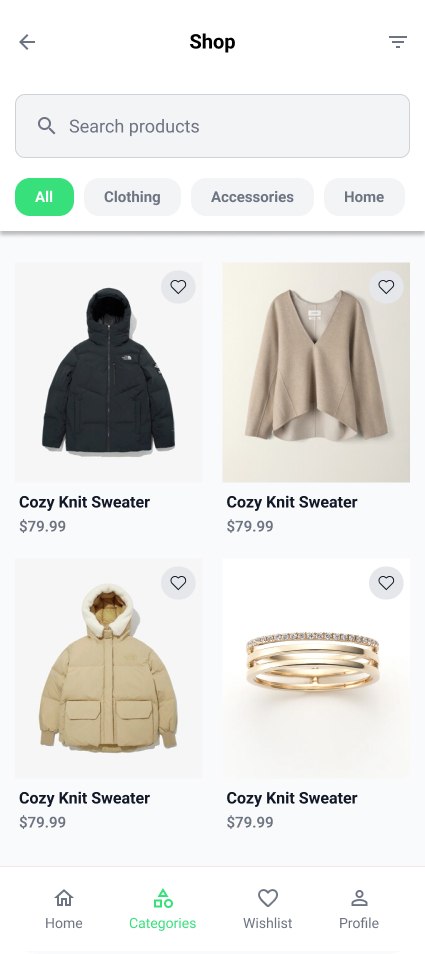 Shop
Search products
All
Clothing
Accessories
Home
Cozy Knit Sweater
$79.99
Cozy Knit Sweater
$79.99
Cozy Knit Sweater
$79.99
Cozy Knit Sweater
$79.99
Home
Categories
Wishlist
Profile